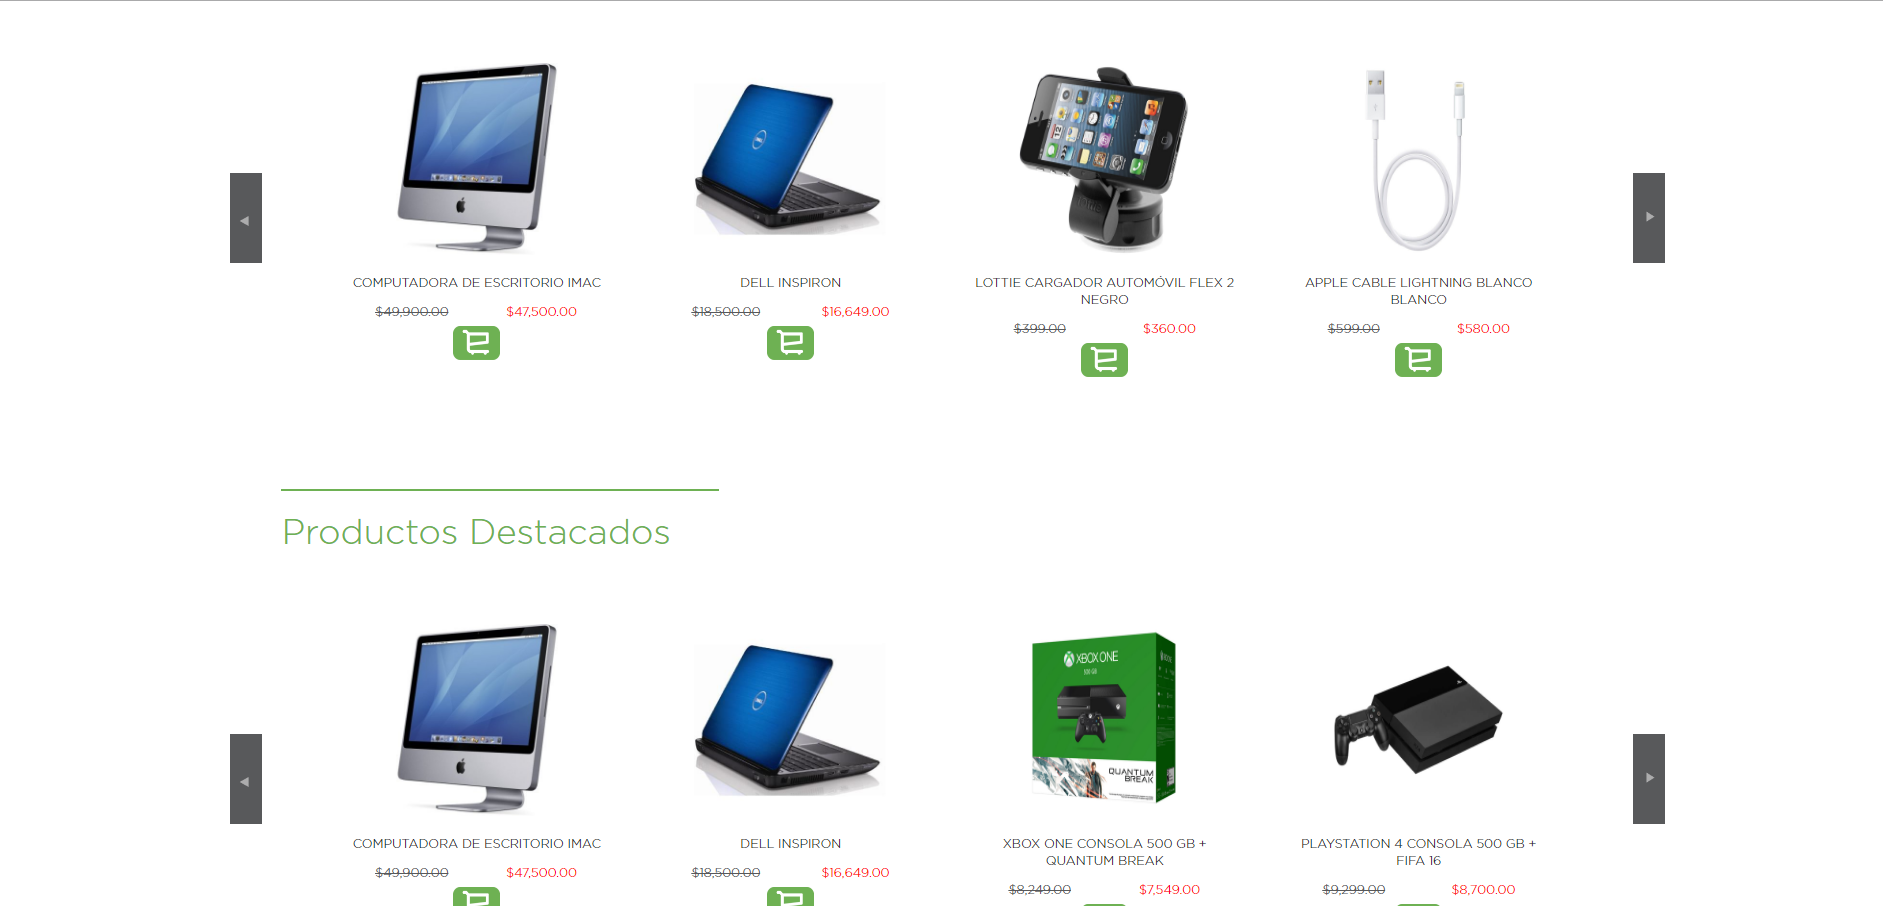 COMPUTADORA DE ESCRITORIO IMAC
$49,900.00 $47,500.00
DELL INSPIRON
$18,500.00 $16,649.00
LOTTIE CARGADOR AUTOMÓVIL FLEX 2
NEGRO
$399.00 $360.00
APPLE CABLE LIGHTNING BLANCO
BLANCO
$599.00 $580.00
Productos Destacados
COMPUTADORA DE ESCRITORIO IMAC
$49,900.00 $47,500.00
DELL INSPIRON
$18,500.00 $16,649.00
XBOX ONE
500 GB
QUANTUM
BREAK
XBOX ONE CONSOLA 500 GB +
QUANTUM BREAK
$8,249.00 $7,549.00
PLAYSTATION 4 CONSOLA 500 GB +
FIFA 16
$9,299.00 $8,700.00